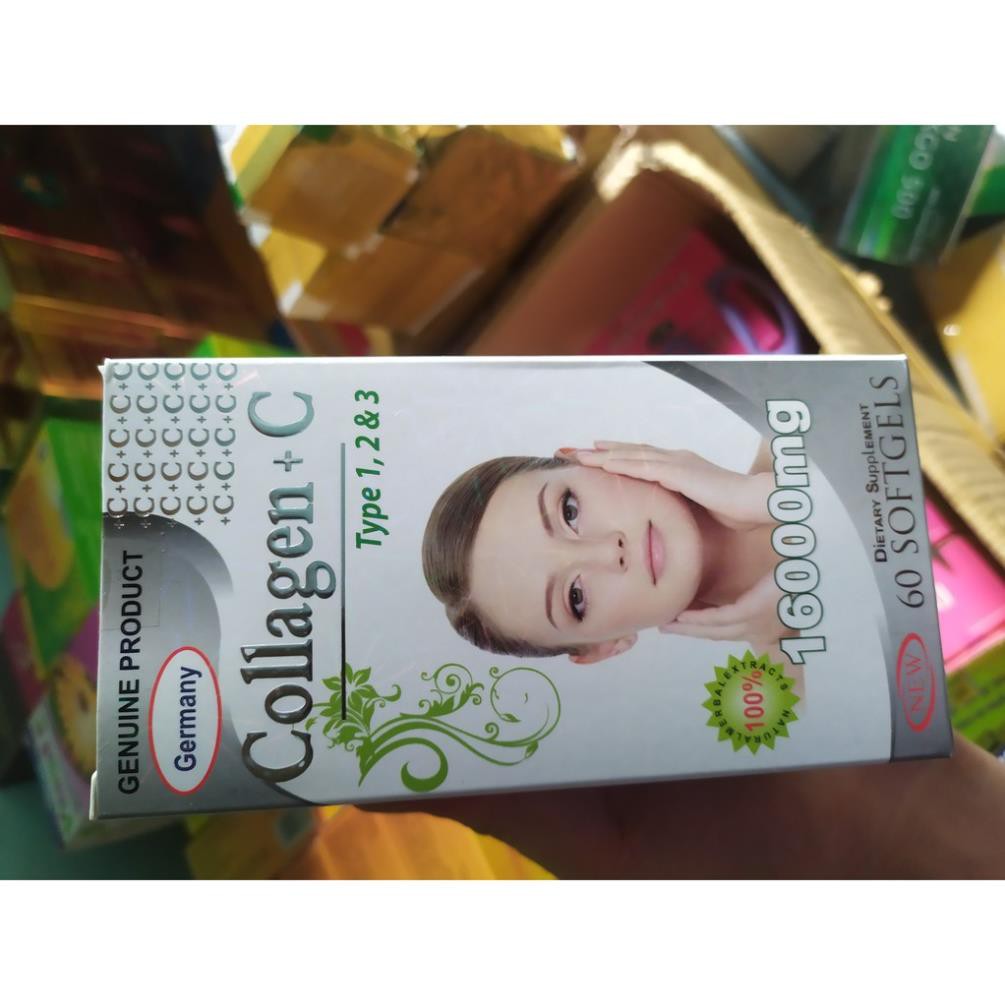 GENUINE PRODUCT
Germany
+C+C+C+C+C
+C+C+C+C+C
+C+C+C+C+C
+C+C+C+C+C
+C+C+C+C+C
Collagen + C
Type 1, 2 & 3
100%
NATURAL HERBAL EXTRACTS
16000mg
NEW
DIETARY SUPPLEMENT
60 SOFTGELS